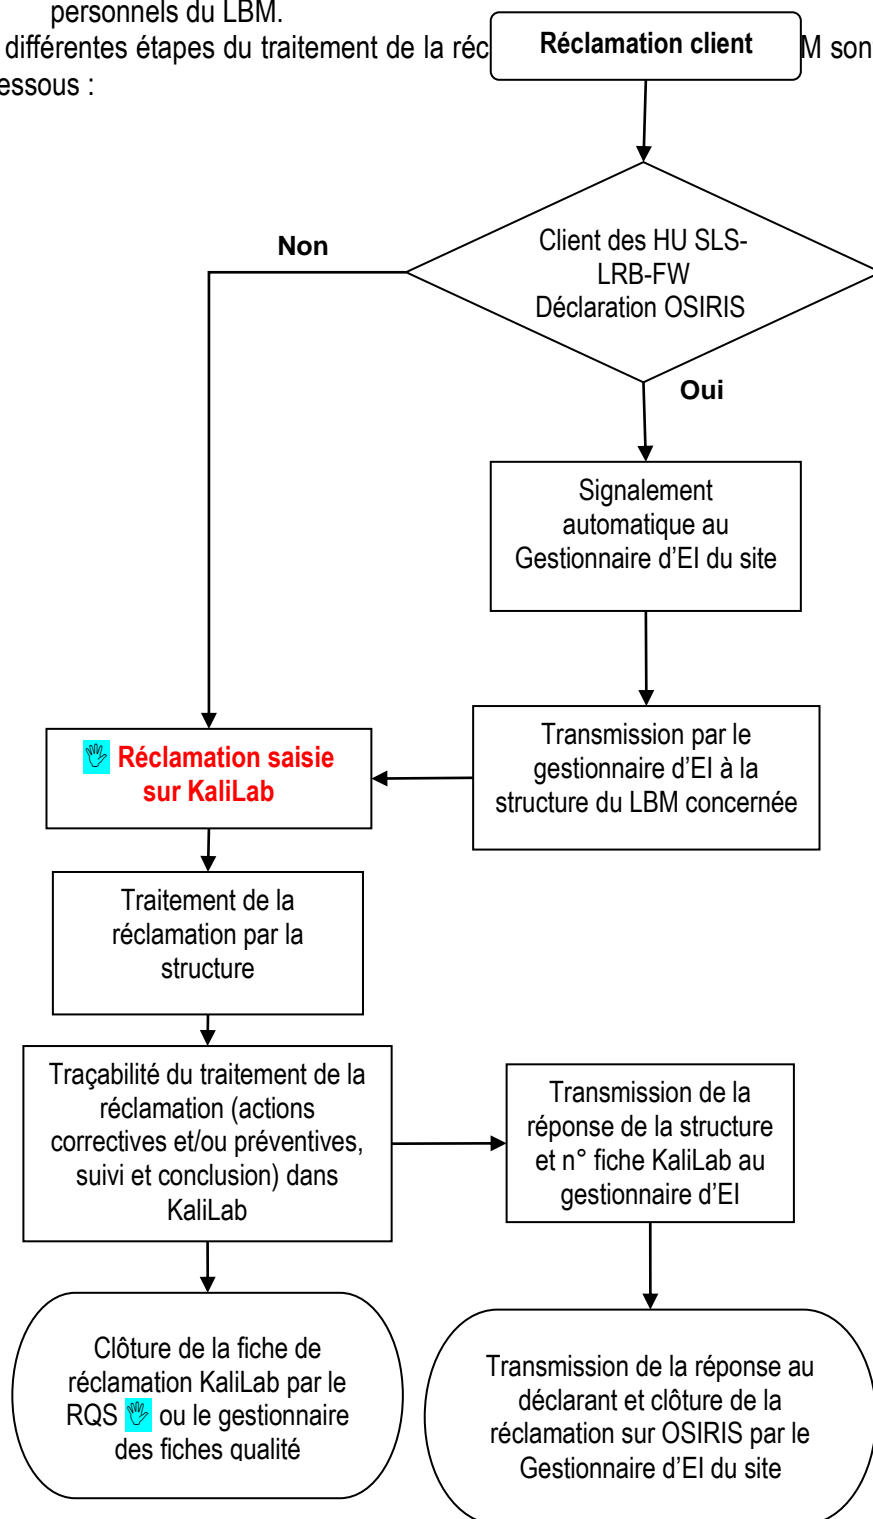 personnels du LBM.
différentes étapes du traitement de la réc
M son
essous :
Réclamation client
Client des HU SLS-
LRB-FW
Déclaration OSIRIS
Non
Oui
Signalement
automatique au
Gestionnaire d’EI du site
Transmission par le
gestionnaire d’EI à la
structure du LBM concernée
Réclamation saisie
sur KaliLab
Traitement de la
réclamation par la
structure
Traçabilité du traitement de la
réclamation (actions
correctives et/ou préventives,
suivi et conclusion) dans
KaliLab
Transmission de la
réponse de la structure
et n° fiche KaliLab au
gestionnaire d’EI
Clôture de la fiche de
réclamation KaliLab par le
RQS ou le gestionnaire
des fiches qualité
Transmission de la réponse au
déclarant et clôture de la
réclamation sur OSIRIS par le
Gestionnaire d’EI du site